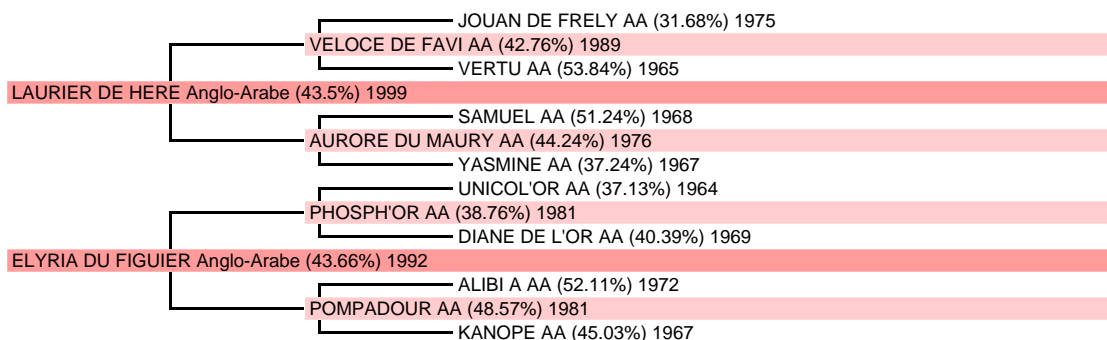 JOUAN DE FRELY AA (31.68%) 1975
VELOCE DE FAVI AA (42.76%) 1989
VERTU AA (53.84%) 1965
LAURIER DE HERE Anglo-Arabe (43.5%) 1999
SAMUEL AA (51.24%) 1968
AURORE DU MAURY AA (44.24%) 1976
YASMINE AA (37.24%) 1967
UNICOL'OR AA (37.13%) 1964
PHOSPH'OR AA (38.76%) 1981
DIANE DE L'OR AA (40.39%) 1969
ELYRIA DU FIGUIER Anglo-Arabe (43.66%) 1992
ALIBI A AA (52.11%) 1972
POMPADOUR AA (48.57%) 1981
KANOPE AA (45.03%) 1967